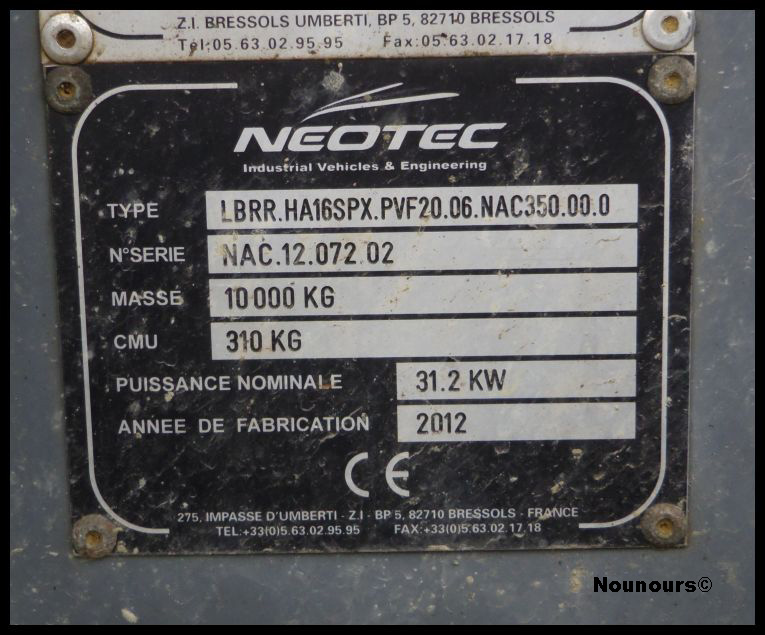 Z.I. BRESSOLS UMBERTI, BP 5, 82710 BRESSOLS
Tél:05.63.02.95.95 Fax:05.63.02.17.18
NEOTEC
Industrial Vehicles & Engineering
TYPE LBRR.HA16SPX.PVF20.06.NAC350.00.0
N°SERIE NAC.12.072.02
MASSE 10 000 KG
CMU 310 KG
PUISSANCE NOMINALE 31.2 KW
ANNEE DE FABRICATION 2012
CE
275, IMPASSE D'UMBERTI - Z.I - BP 5, 82710 BRESSOLS - FRANCE
TEL:+33(0)5.63.02.95.95 FAX:+33(0)5.63.02.17.18
Nounours©